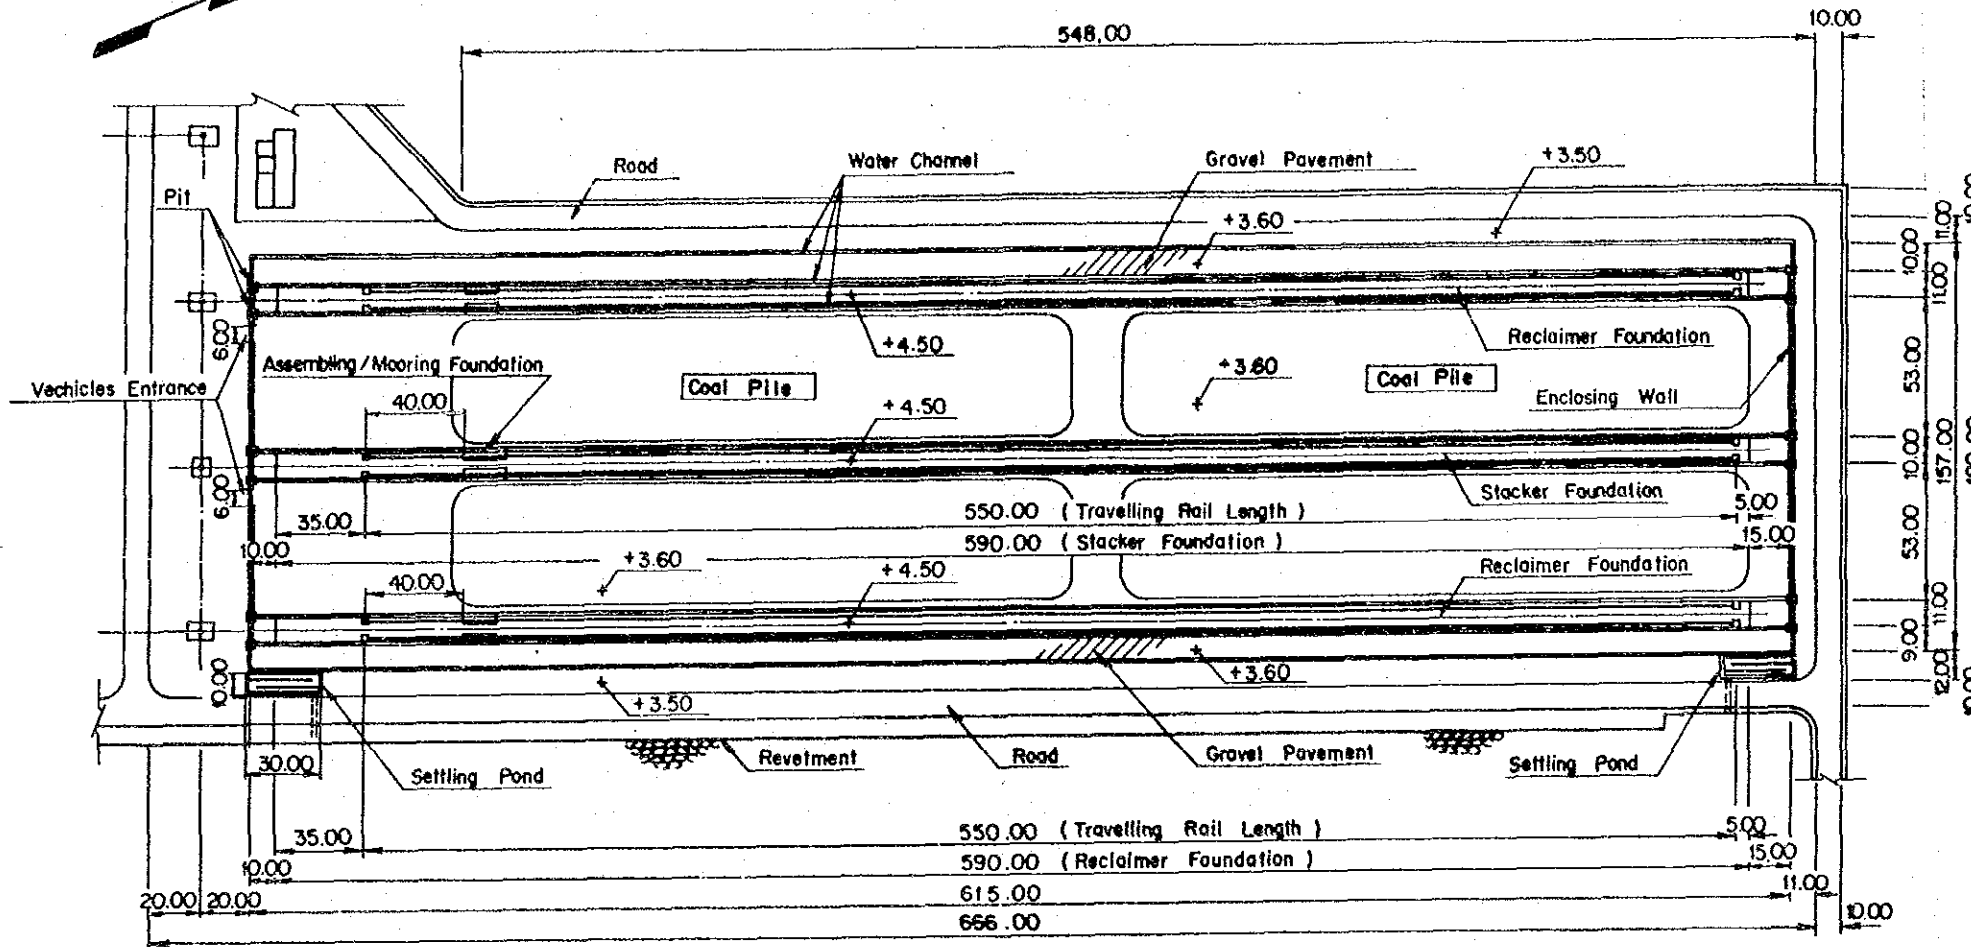 10.00
548.00
Road
Water Channel
Gravel Pavement
+3.50
Pit
+3.60
11.00
10.00
11.00
6.00
+4.50
Reclaimer Foundation
Assembling/Mooring Foundation
Coal Pile
+3.60
Coal Pile
53.00
Vechicles Entrance
40.00
+4.50
Enclosing Wall
10.00
157.00
6.00
Stacker Foundation
5.00
35.00
550.00 ( Travelling Rail Length )
10.00
590.00 ( Stacker Foundation )
15.00
53.00
+3.60
+4.50
Reclaimer Foundation
40.00
11.00
9.00
10.00
+3.60
12.00
+3.50
30.00
Settling Pond
Revetment
Road
Gravel Pavement
Settling Pond
35.00
550.00 ( Travelling Rail Length )
5.00
10.00
590.00 ( Reclaimer Foundation )
15.00
20.00
20.00
615.00
11.00
666.00
10.00